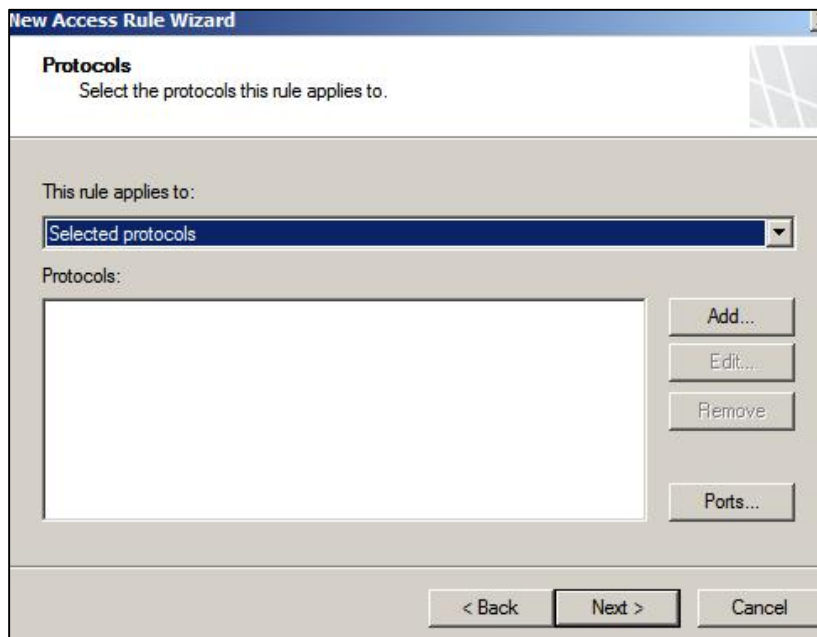 New Access Rule Wizard
Protocols
Select the protocols this rule applies to.
This rule applies to:
Selected protocols
Protocols:
Add...
Edit...
Remove
Ports...
< Back
Next >
Cancel